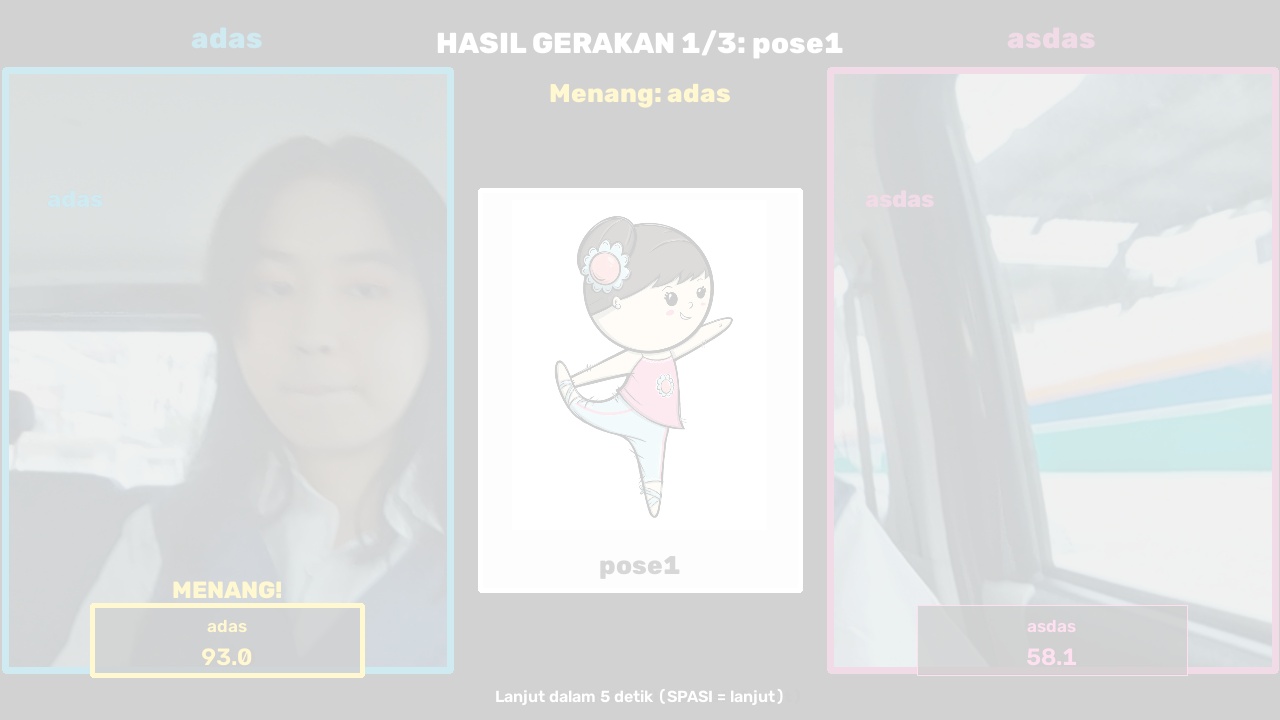 adas
HASIL GERAKAN 1/3: pose1
asdas
Menang: adas
adas
asdas
pose1
MENANG!
adas
93.0
asdas
58.1
Lanjut dalam 5 detik (SPASI = lanjut)